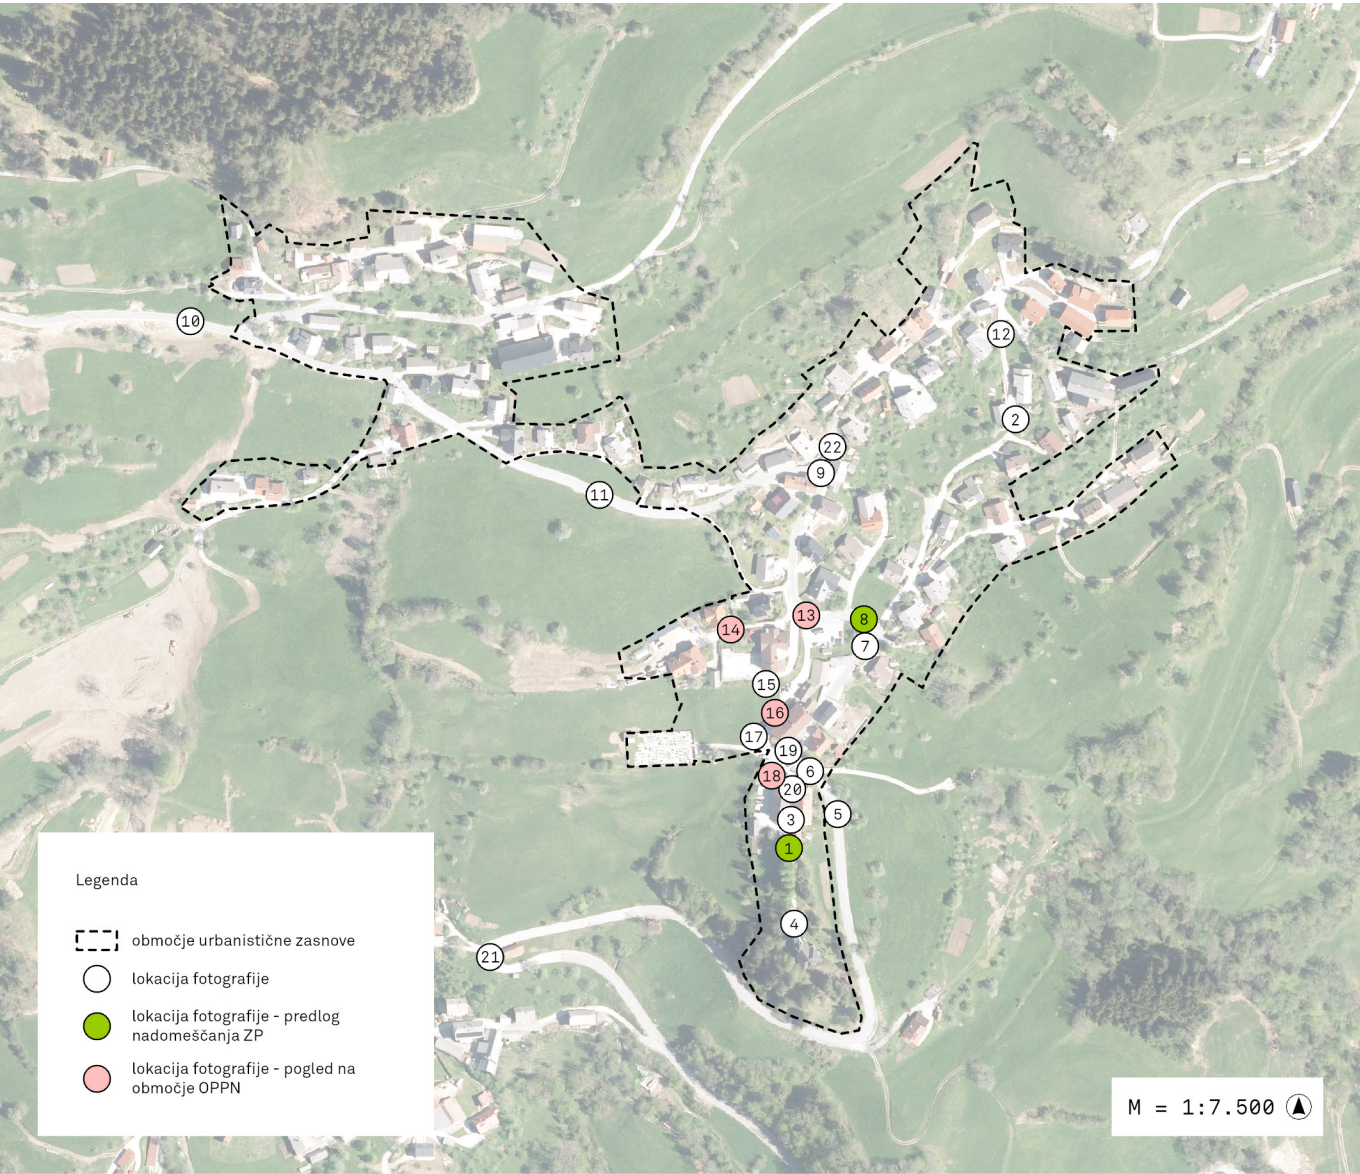 10
12
2
22
9
11
8
13
14
7
15
16
17
19
6
18
20
5
3
1
4
21
Legenda
območje urbanistične zasnove
lokacija fotografije
lokacija fotografije - predlog
nadomeščanja ZP
lokacija fotografije - pogled na
območje OPPN
M = 1:7.500